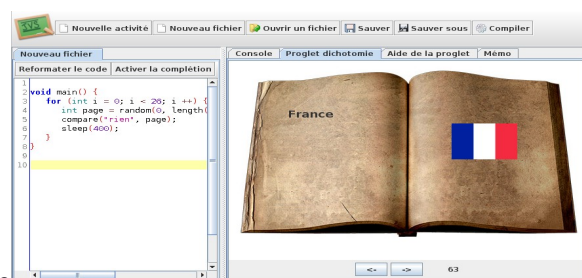 Nouvelle activité Nouveau fichier Ouvrir un fichier Sauver Sauver sous Compiler
Nouveau fichier
Reformater le code Activer la complétion
1
2 void main() {
3 for (int i = 0; i < 26; i ++) {
4 int page = random(0, length(
5 compare("rien", page);
6 sleep(400);
7 }
8 }
9
10
Console Proglet dichotomie Aide de la proglet Mémo
France
<- -> 63